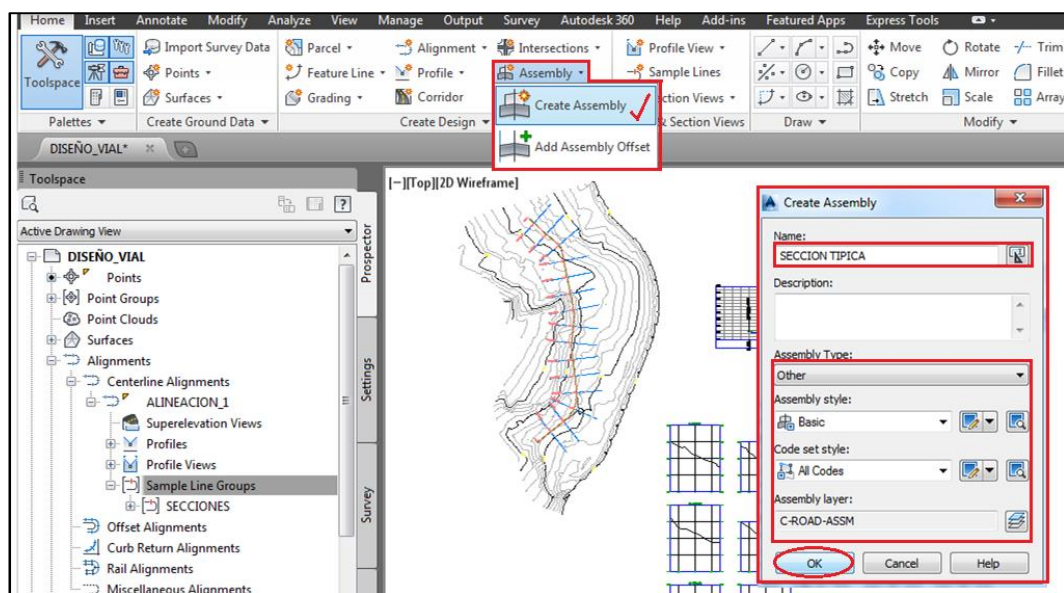 Home Insert Annotate Modify Analyze View Manage Output Survey Autodesk 360 Help Add-ins Featured Apps Express Tools
Toolspace
Import Survey Data
Points
Surfaces
Parcel
Feature Line
Grading
Alignment
Profile
Corridor
Intersections
Assembly
Create Assembly
Add Assembly Offset
Profile View
Sample Lines
ction Views
Move
Copy
Stretch
Rotate
Mirror
Scale
Trim
Fillet
Array
Palettes
Create Ground Data
Create Design
& Section Views
Draw
Modify
DISEÑO_VIAL*
Toolspace
Active Drawing View
DISEÑO_VIAL
Points
Point Groups
Point Clouds
Surfaces
Alignments
Centerline Alignments
ALINEACION_1
Superelevation Views
Profiles
Profile Views
Sample Line Groups
SECCIONES
Offset Alignments
Curb Return Alignments
Rail Alignments
Miscellaneous Alignments
Prospector
Settings
Survey
[−][Top][2D Wireframe]
Create Assembly
Name:
SECCION TIPICA
Description:
Assembly Type:
Other
Assembly style:
Basic
Code set style:
All Codes
Assembly layer:
C-ROAD-ASSM
OK Cancel Help